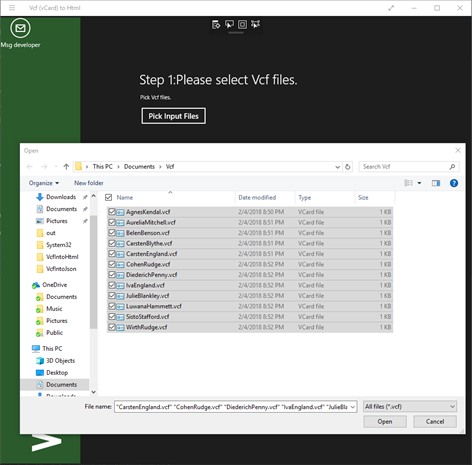 Vcf (vCard) to Html
Msg developer
Step 1:Please select Vcf files.
Pick Vcf files.
Pick Input Files
Open
This PC > Documents > Vcf
Search Vcf
Organize
New folder
Name
Date modified
Type
Size
Downloads
Documents
Pictures
out
System32
VcfIntoHtml
VcfIntoJson
OneDrive
Documents
Music
Pictures
Public
This PC
3D Objects
Desktop
Documents
Downloads
AgnesKendal.vcf 2/4/2018 8:50 PM VCard file 1 KB
AureliaMitchell.vcf 2/4/2018 8:51 PM VCard file 1 KB
BelenBenson.vcf 2/4/2018 8:52 PM VCard file 1 KB
CarstenBlythe.vcf 2/4/2018 8:52 PM VCard file 1 KB
CarstenEngland.vcf 2/4/2018 8:51 PM VCard file 1 KB
CohenRudge.vcf 2/4/2018 8:52 PM VCard file 1 KB
DiederichPenny.vcf 2/4/2018 8:52 PM VCard file 1 KB
IvaEngland.vcf 2/4/2018 8:52 PM VCard file 1 KB
JulieBlankley.vcf 2/4/2018 8:52 PM VCard file 1 KB
LuwanaHammett.vcf 2/4/2018 8:52 PM VCard file 1 KB
SistoStafford.vcf 2/4/2018 8:52 PM VCard file 1 KB
WirthRudge.vcf 2/4/2018 8:52 PM VCard file 1 KB
File name:
"CarstenEngland.vcf" "CohenRudge.vcf" "DiederichPenny.vcf" "IvaEngland.vcf" "JulieBla
All files (*.vcf)
Open
Cancel
V